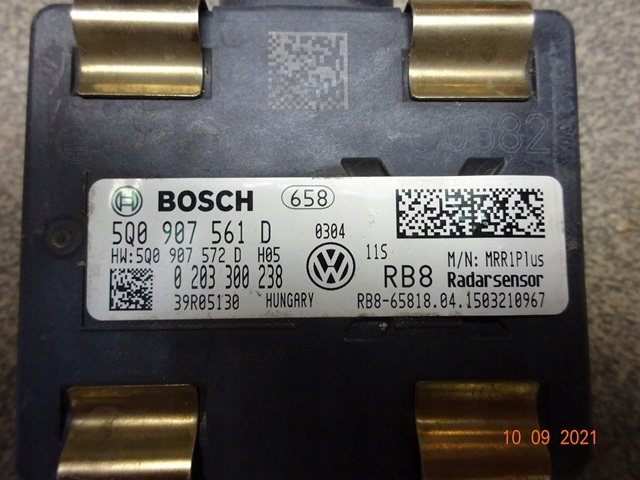 0682
BOSCH 658
5Q0 907 561 D 0304
HW:5Q0 907 572 D H05 11S M/N: MRR1Plus
0 203 300 238 RB8 Radarsensor
39R05130 HUNGARY RB8-65818.04.1503210967
10 09 2021